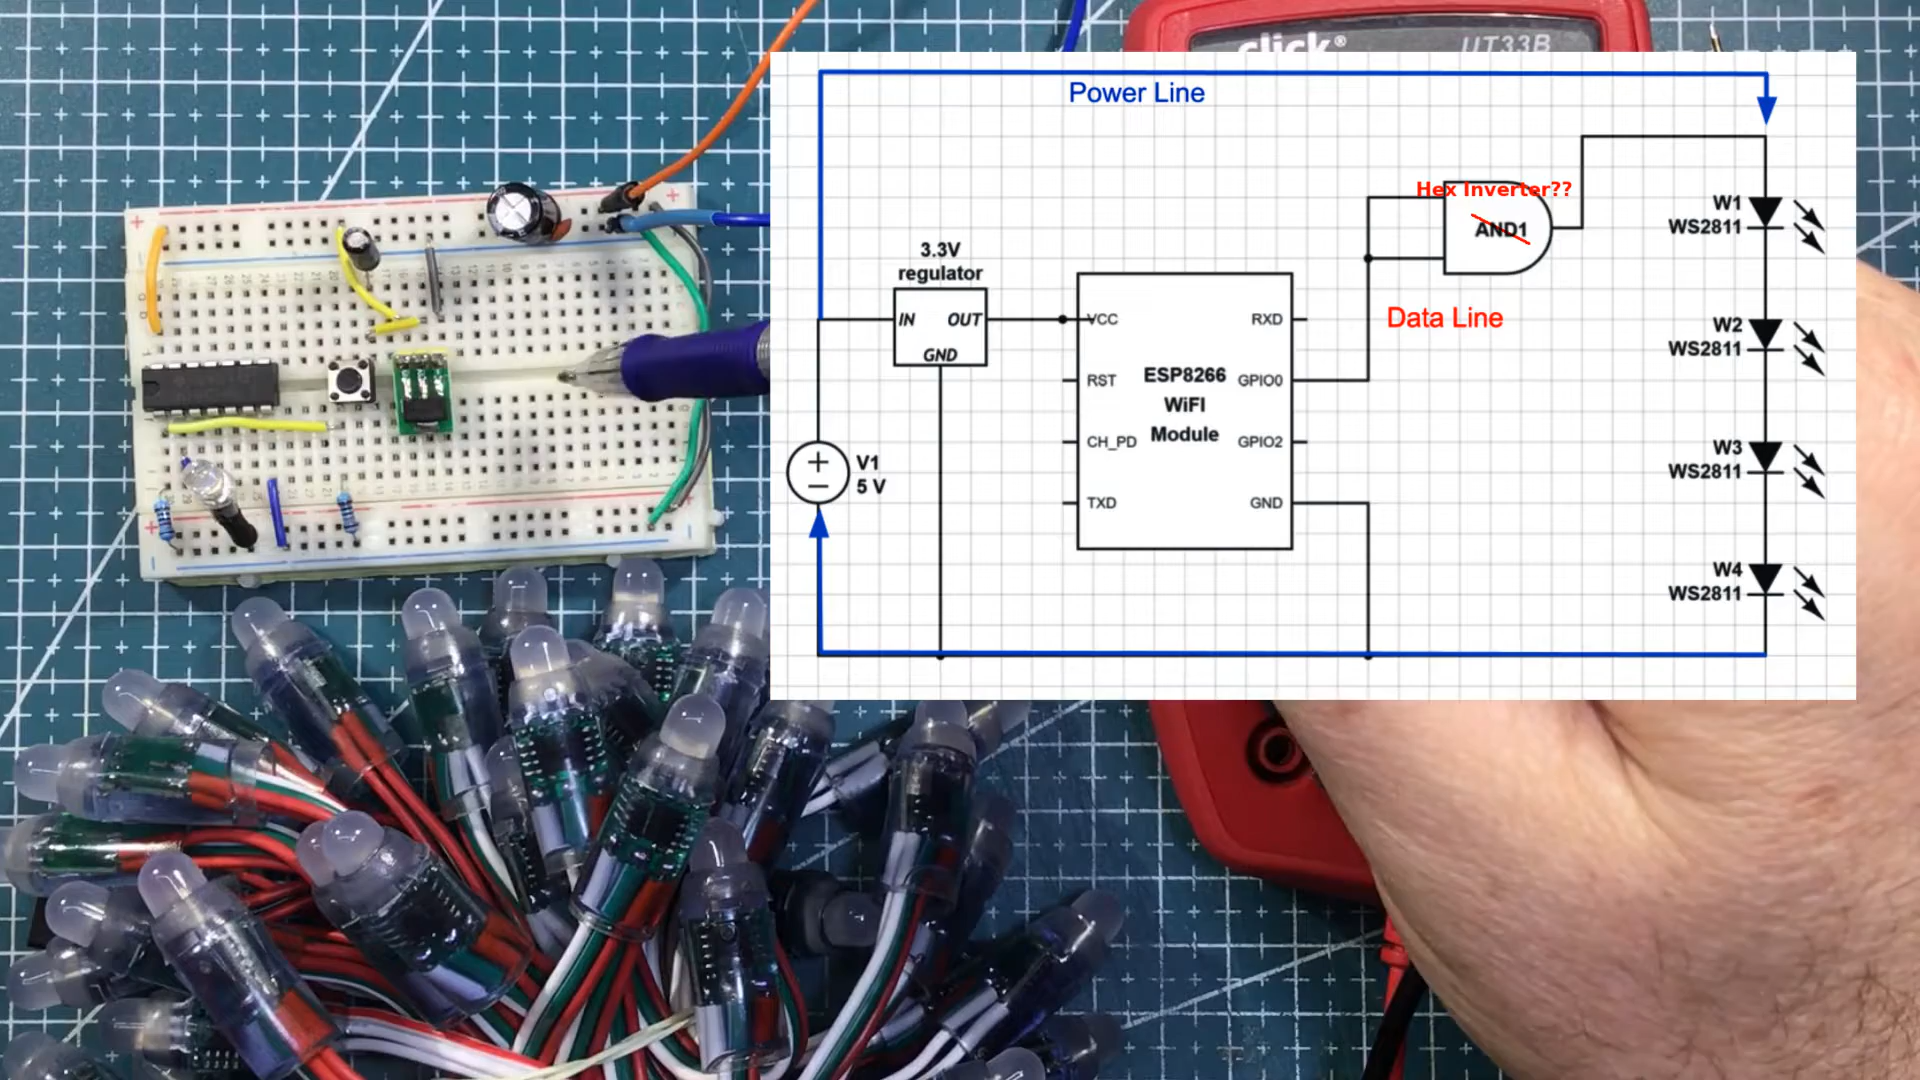 click®
UT33B
Power Line
Hex Inverter??
AND1
W1
WS2811
3.3V
regulator
IN OUT
GND
VCC
RXD
Data Line
W2
WS2811
RST
ESP8266
WiFI
Module
GPIO0
CH_PD
GPIO2
W3
WS2811
+
−
V1
5 V
TXD
GND
W4
WS2811